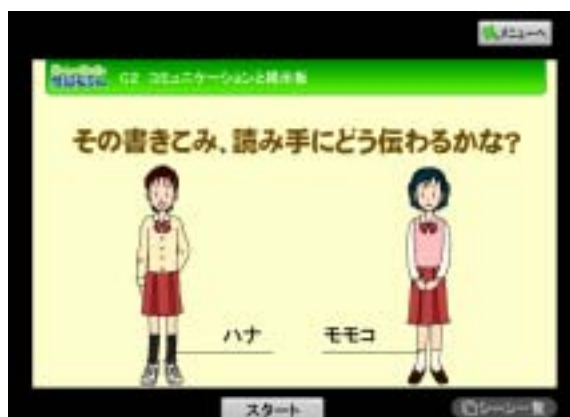 メニューへ
C2 コミュニケーションと掲示板
その書きこみ、読み手にどう伝わるかな?
ハナ
モモコ
スタート
シーン一覧